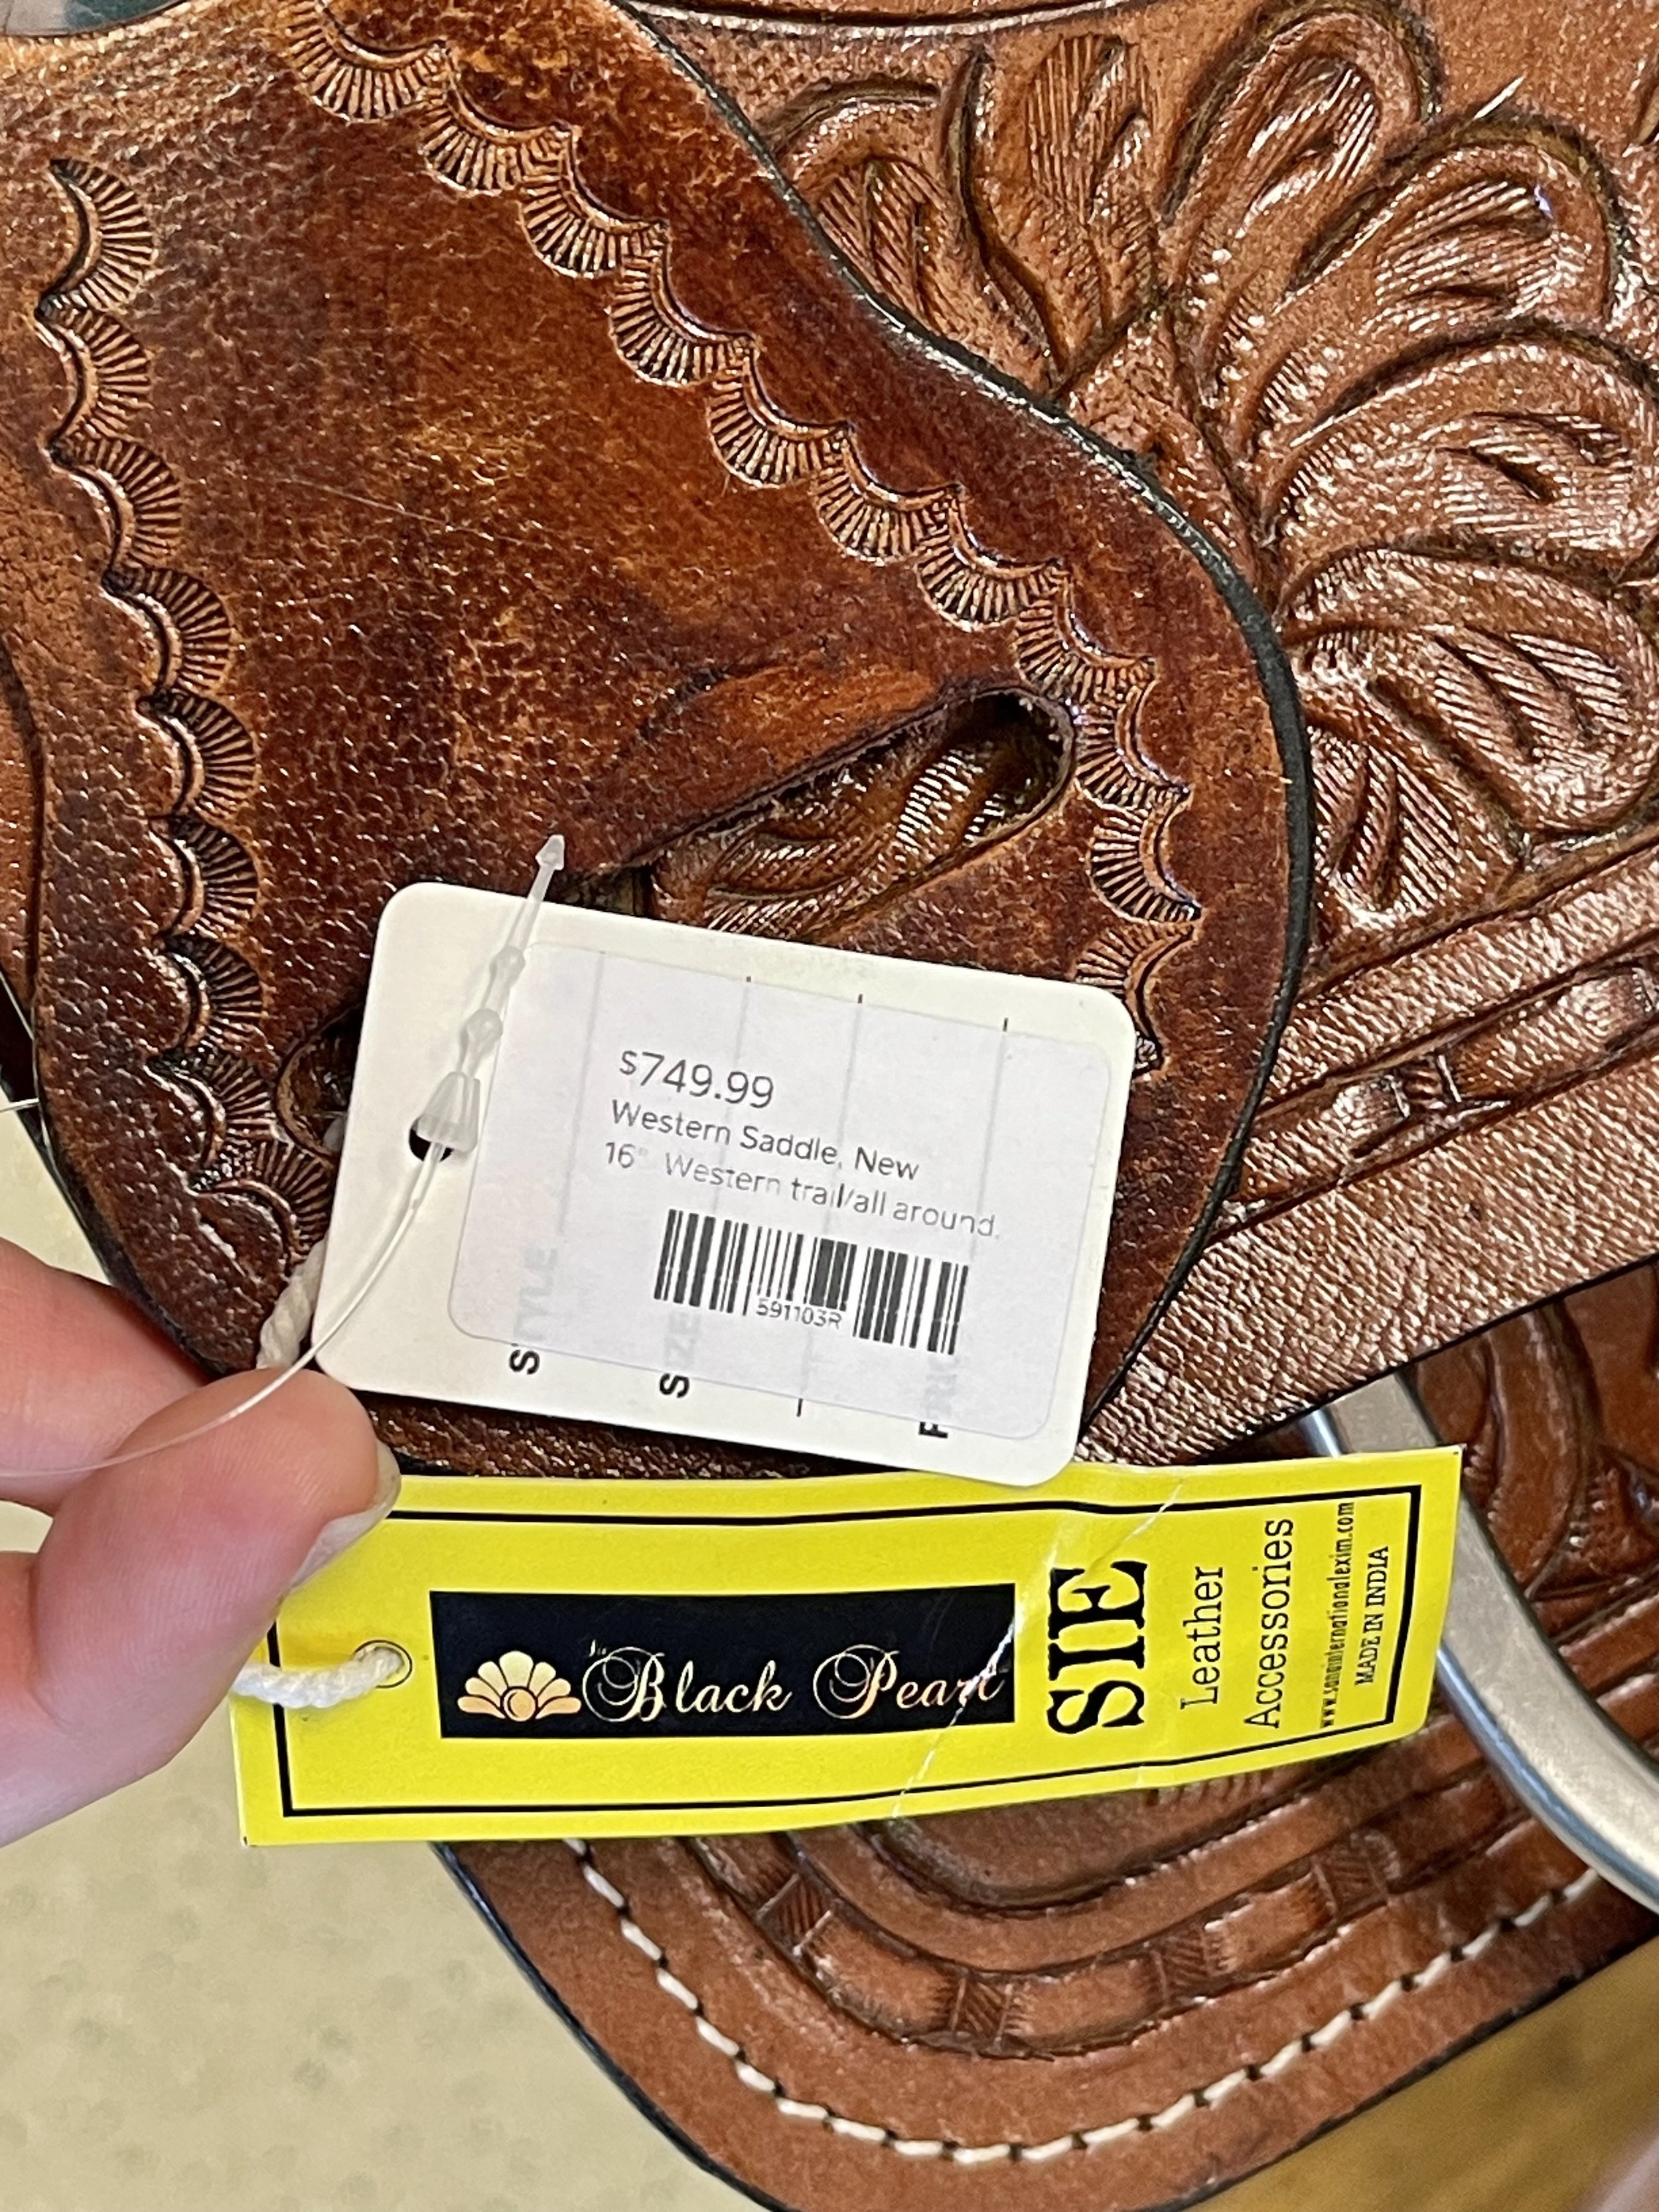 $749.99
Western Saddle, New
16" Western trail/all around.
591103R
STYLE
SIZE
The Black Pearl
SIE
Leather
Accessories
MADE IN INDIA